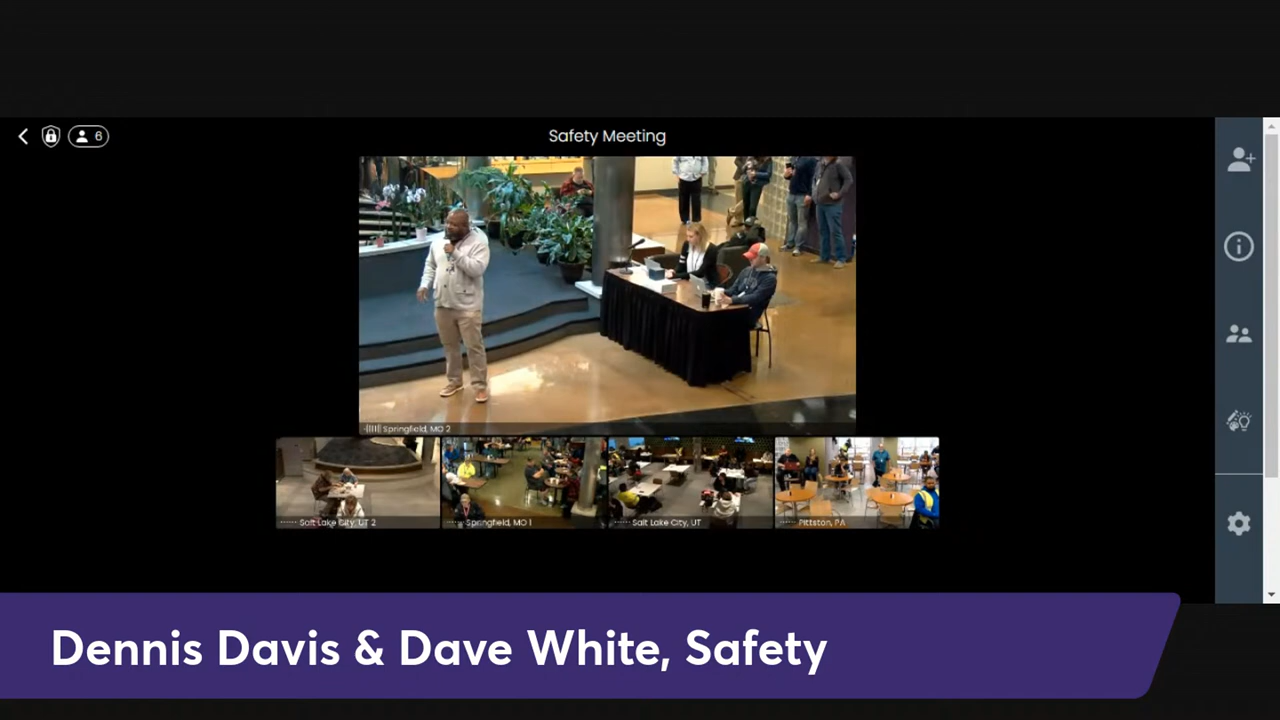 6
Safety Meeting
Springfield, MO 2
Salt Lake City, UT 2
Springfield, MO 1
Salt Lake City, UT
Pittston, PA
Dennis Davis & Dave White, Safety